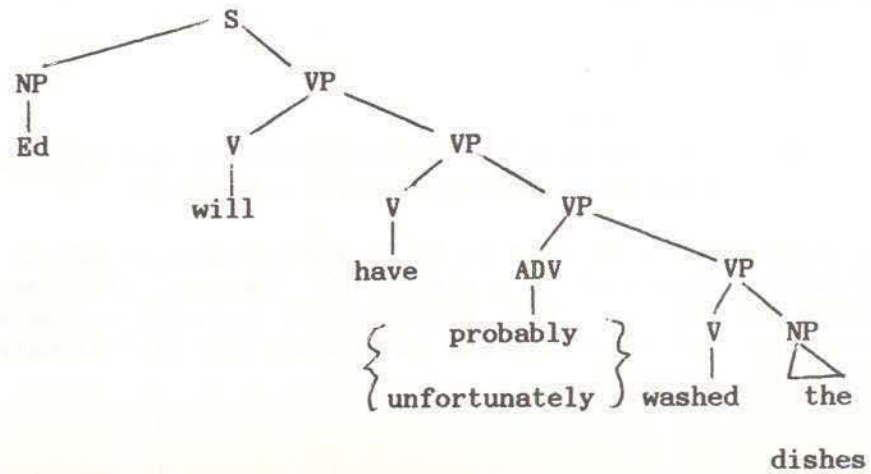 S
NP VP
Ed V VP
will V VP
have ADV VP
{ probably } V NP
{ unfortunately } washed the
dishes